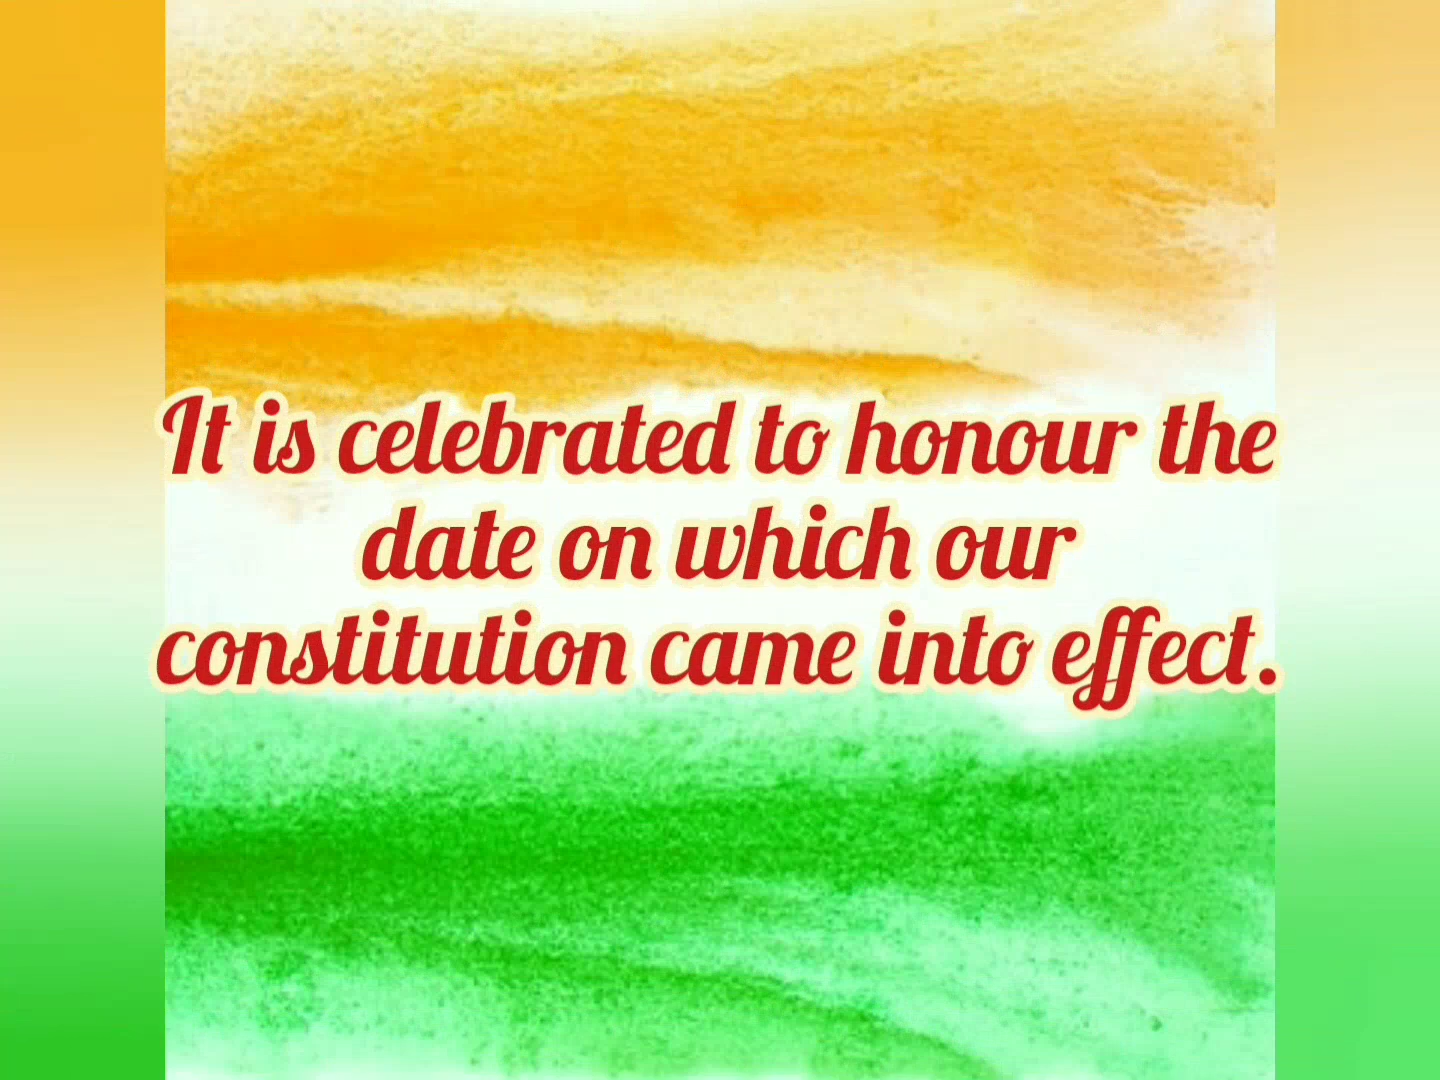 It is celebrated to honour the
date on which our
constitution came into effect.